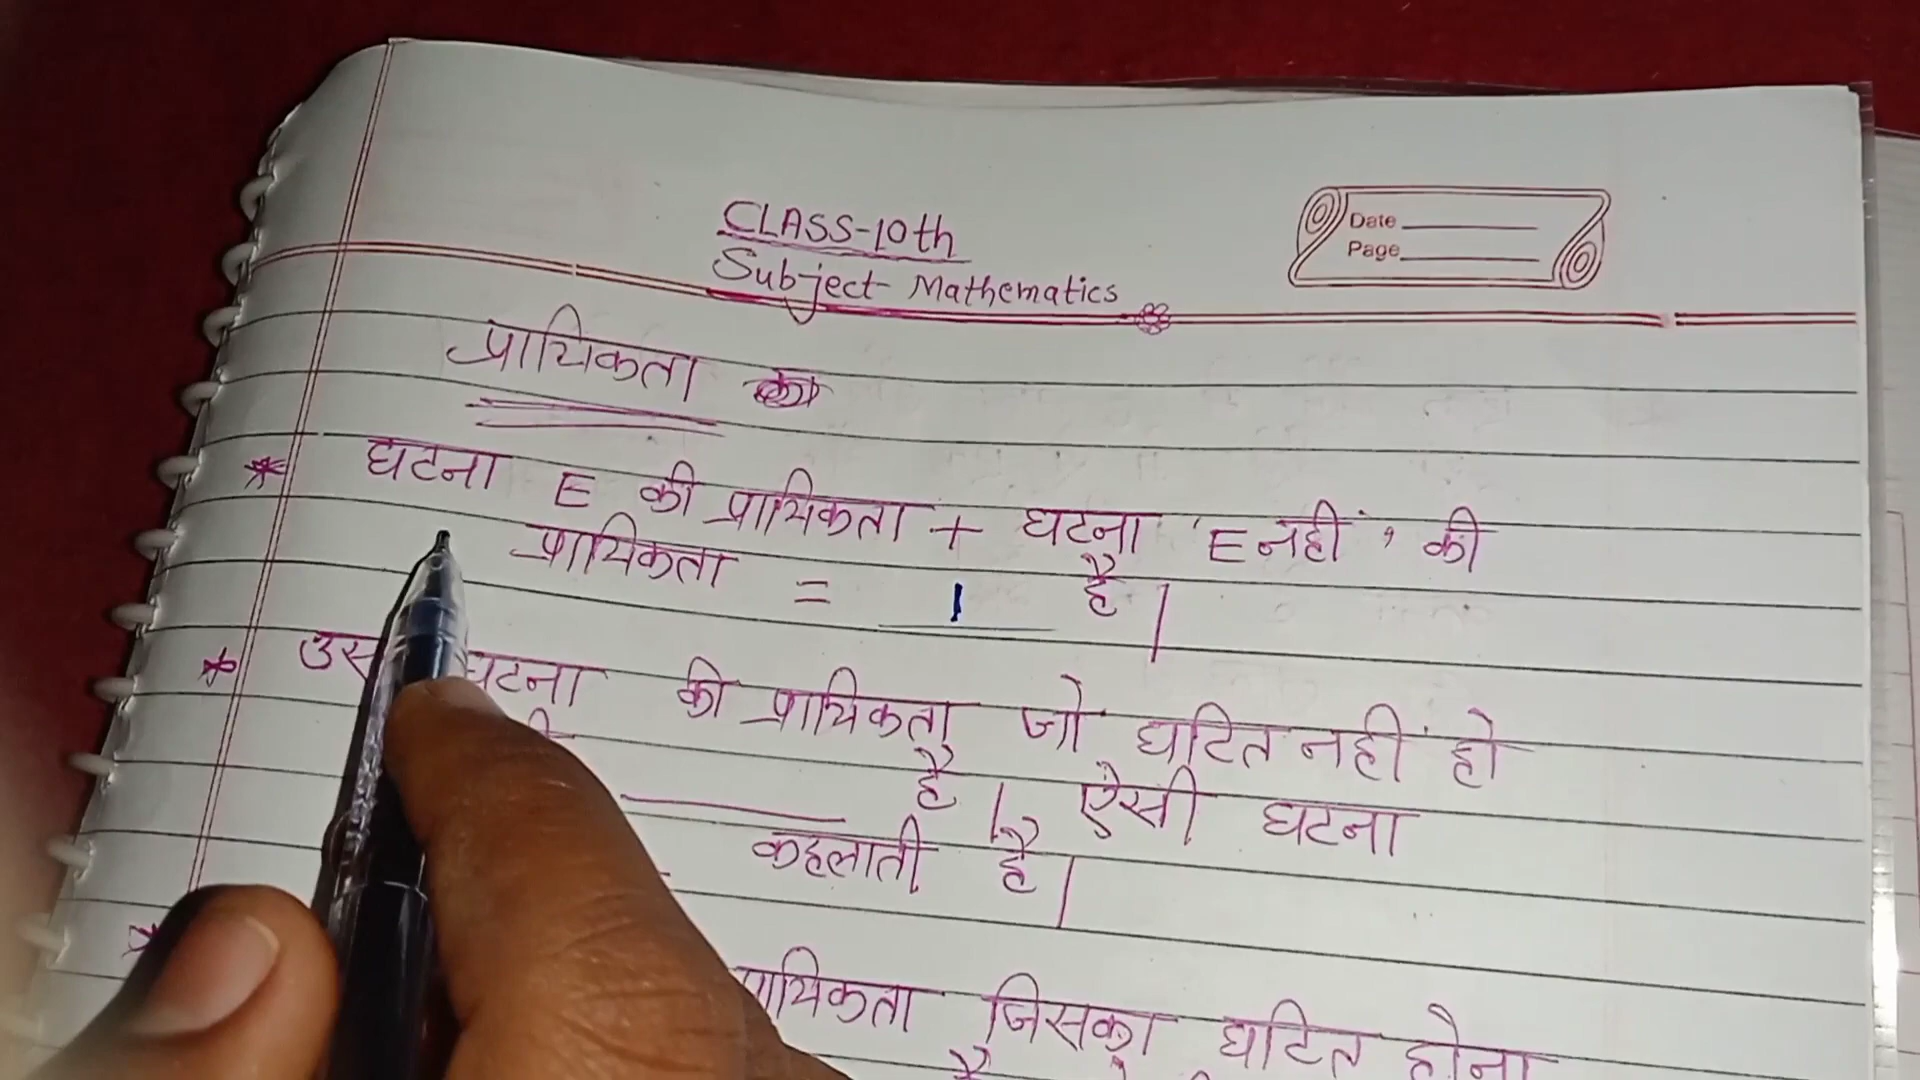 CLASS-10th
Subject- Mathematics
Date
Page
प्रायिकता
* घटना E की प्रायिकता + घटना 'E नहीं' की
प्रायिकता = 1 है।
* उस घटना की प्रायिकता जो घटित नहीं हो
है। ऐसी घटना
कहलाती है।
* प्रायिकता जिसका घटित होना
है